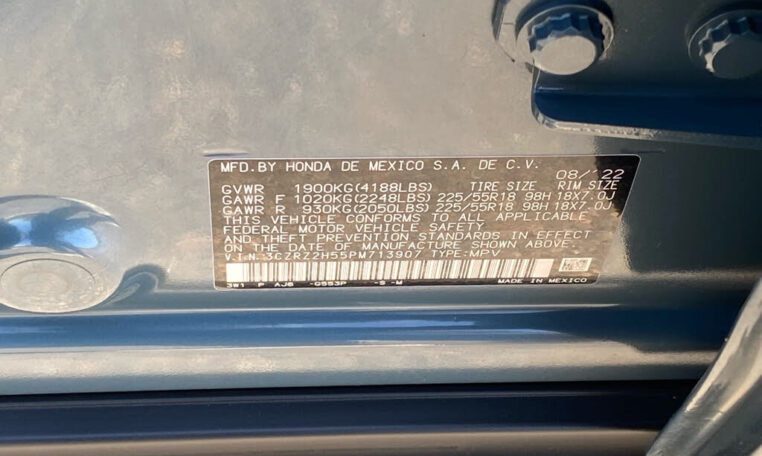 MFD.BY HONDA DE MEXICO S.A. DE C.V.
08/'22
GVWR 1900KG(4188LBS) TIRE SIZE RIM SIZE
GAWR F 1020KG(2248LBS) 225/55R18 98H 18X7.0J
GAWR R 930KG(2050LBS) 225/55R18 98H 18X7.0J
THIS VEHICLE CONFORMS TO ALL APPLICABLE
FEDERAL MOTOR VEHICLE SAFETY
AND THEFT PREVENTION STANDARDS IN EFFECT
ON THE DATE OF MANUFACTURE SHOWN ABOVE.
V.I.N.:3CZRZ2H55PM713907 TYPE:MPV
3W1 P AJB -G553P -S -M MADE IN MEXICO